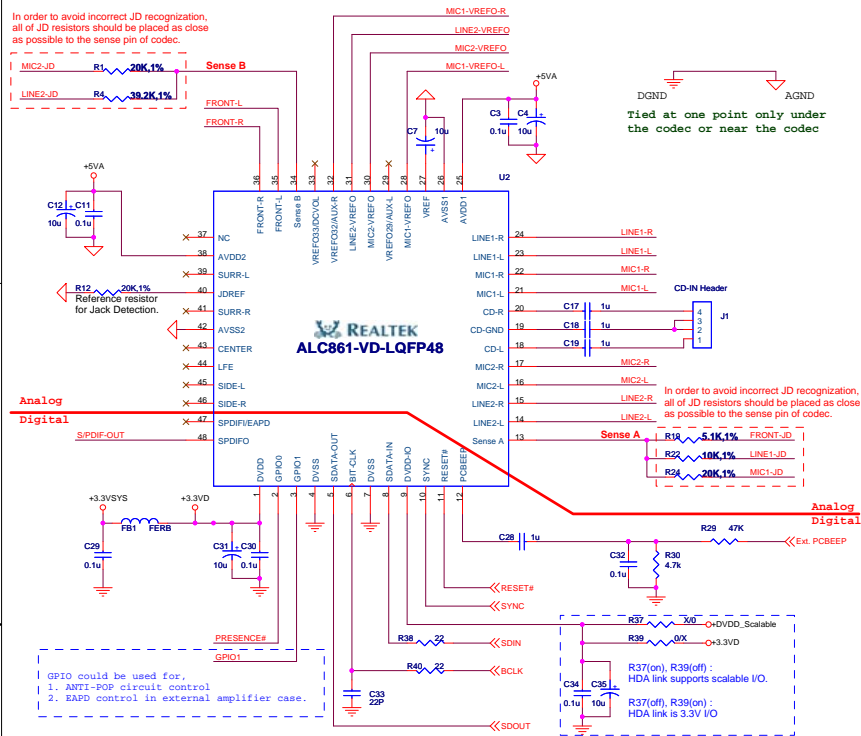 In order to avoid incorrect JD recognization,
all of JD resistors should be placed as close
as possible to the sense pin of codec.
MIC2-JD
R1
20K,1%
Sense B
LINE2-JD
R4
39.2K,1%
FRONT-L
FRONT-R
MIC1-VREFO-R
LINE2-VREFO
MIC2-VREFO
MIC1-VREFO-L
+5VA
C3
0.1u
C4
10u
C7
10u
DGND
AGND
Tied at one point only under
the codec or near the codec
U2
+5VA
C12
10u
C11
0.1u
36
35
34
33
32
31
30
29
28
27
26
25
FRONT-R
FRONT-L
Sense B
VREFO33/DCVOL
VREFO32/AUX-R
LINE2-VREFO
MIC2-VREFO
VREFO29/AUX-L
MIC1-VREFO
VREF
AVSS1
AVDD1
37 NC
38 AVDD2
39 SURR-L
40 JDREF
41 SURR-R
42 AVSS2
43 CENTER
44 LFE
45 SIDE-L
46 SIDE-R
47 SPDIFI/EAPD
48 SPDIFO
R12
20K,1%
Reference resistor
for Jack Detection.
REALTEK
ALC861-VD-LQFP48
LINE1-R 24 LINE1-R
LINE1-L 23 LINE1-L
MIC1-R 22 MIC1-R
MIC1-L 21 MIC1-L
CD-R 20
CD-GND 19
CD-L 18
MIC2-R 17 MIC2-R
MIC2-L 16 MIC2-L
LINE2-R 15 LINE2-R
LINE2-L 14 LINE2-L
Sense A 13
C17 1u
C18 1u
C19 1u
CD-IN Header
4
3
2
1
J1
In order to avoid incorrect JD recognization,
all of JD resistors should be placed as close
as possible to the sense pin of codec.
Sense A
R19
5.1K,1%
FRONT-JD
R22
10K,1%
LINE1-JD
R24
20K,1%
MIC1-JD
Analog
Digital
S/PDIF-OUT
DVDD
GPIO0
GPIO1
DVSS
SDATA-OUT
BIT-CLK
DVSS
SDATA-IN
DVDD-IO
SYNC
RESET#
PCBEEP
1
2
3
4
5
6
7
8
9
10
11
12
Analog
Digital
+3.3VSYS
+3.3VD
FB1
FERB
C29
0.1u
C31
10u
C30
0.1u
C28
1u
R29
47K
Ext. PCBEEP
C32
0.1u
R30
4.7k
RESET#
SYNC
R38
22
SDIN
R40
22
BCLK
C33
22P
SDOUT
PRESENCE#
GPIO1
GPIO could be used for,
1. ANTI-POP circuit control
2. EAPD control in external amplifier case.
R37
X/0
+DVDD_Scalable
R39
0/X
+3.3VD
C34
0.1u
C35
10u
R37(on), R39(off) :
HDA link supports scalable I/O.
R37(off), R39(on) :
HDA link is 3.3V I/O